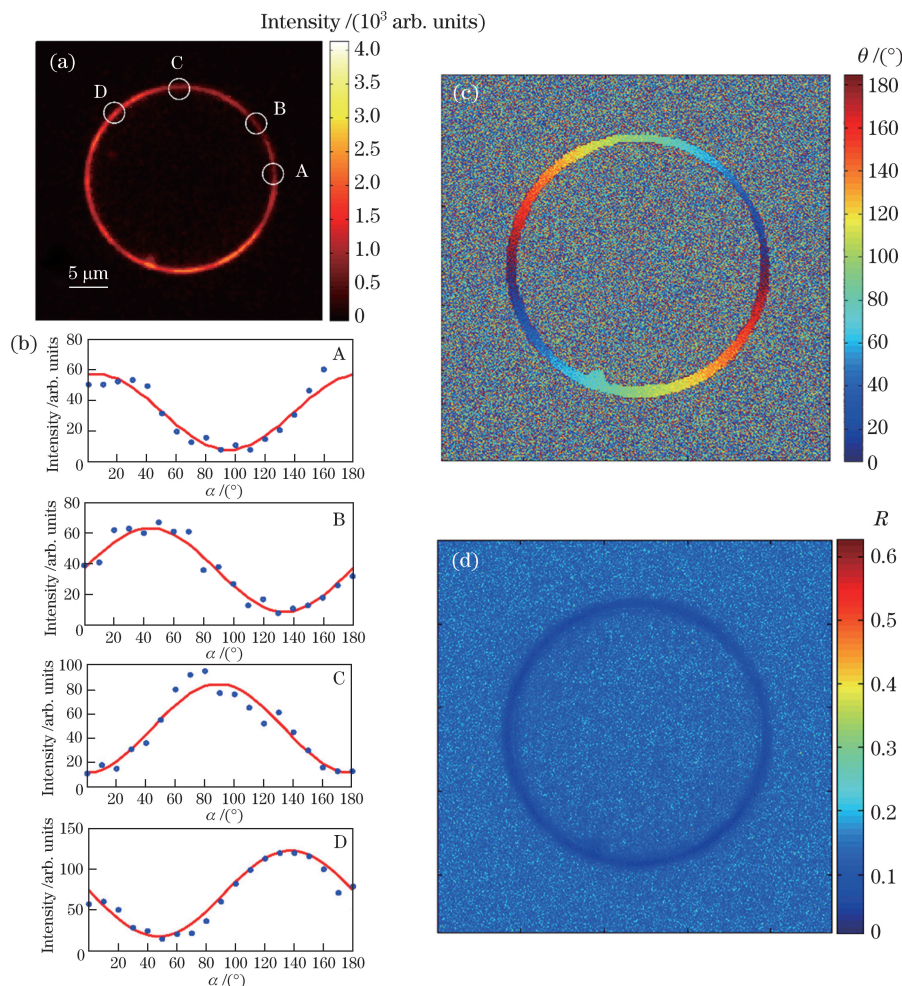 Intensity /(10³ arb. units)
(a)
C
D
B
A
5 μm
4.0
3.5
3.0
2.5
2.0
1.5
1.0
0.5
0
(b)
A
Intensity /arb. units
80
60
40
20
0
20 40 60 80 100 120 140 160 180
α /(°)
B
Intensity /arb. units
80
60
40
20
0
20 40 60 80 100 120 140 160 180
α /(°)
C
Intensity /arb. units
100
80
60
40
20
0
20 40 60 80 100 120 140 160 180
α /(°)
D
Intensity /arb. units
150
100
50
0
20 40 60 80 100 120 140 160 180
α /(°)
(c)
θ /(°)
180
160
140
120
100
80
60
40
20
0
(d)
R
0.6
0.5
0.4
0.3
0.2
0.1
0